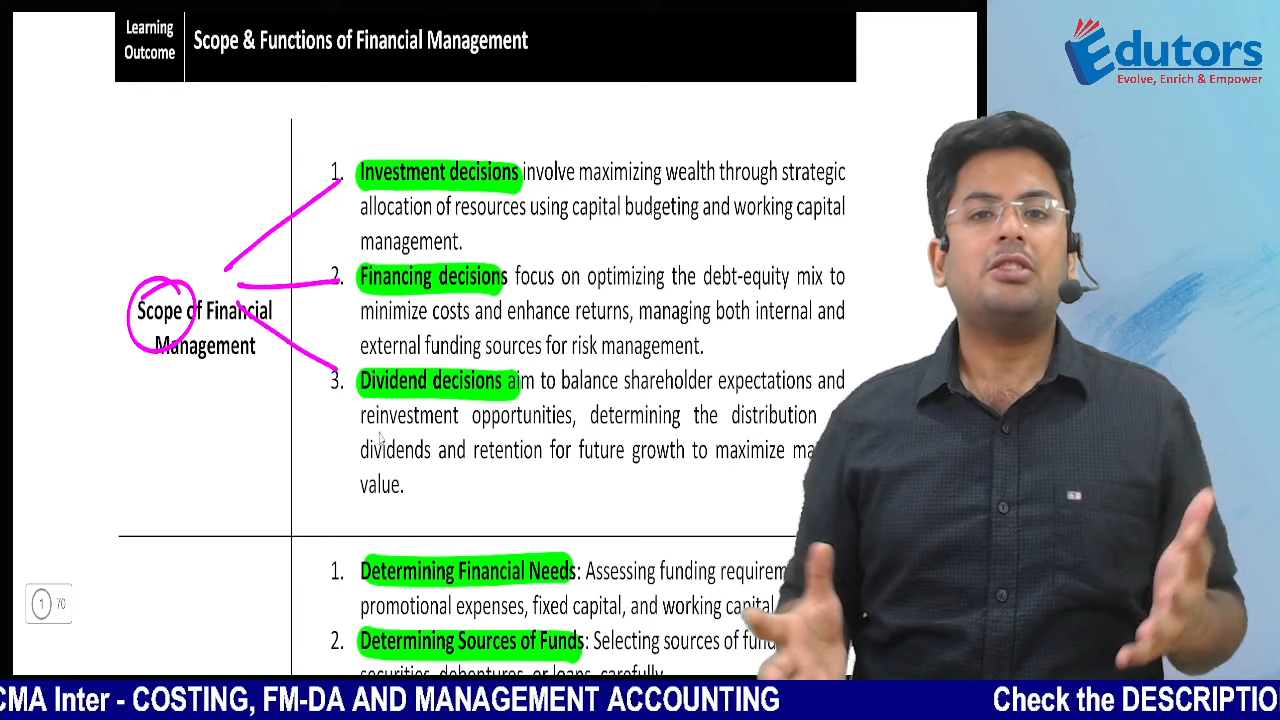 Learning
Outcome
Scope & Functions of Financial Management
Edutors
Evolve, Enrich & Empower
Scope of Financial
Management
1. Investment decisions involve maximizing wealth through strategic
allocation of resources using capital budgeting and working capital
management.
2. Financing decisions focus on optimizing the debt-equity mix to
minimize costs and enhance returns, managing both internal and
external funding sources for risk management.
3. Dividend decisions aim to balance shareholder expectations and
reinvestment opportunities, determining the distribution
dividends and retention for future growth to maximize
value.
1. Determining Financial Needs: Assessing funding
promotional expenses, fixed capital, and working capital
2. Determining Sources of Funds: Selecting sources of
securities, debentures, or loans, carefully.
1 70
CMA Inter - COSTING, FM-DA AND MANAGEMENT ACCOUNTING
Check the DESCRIPTIO